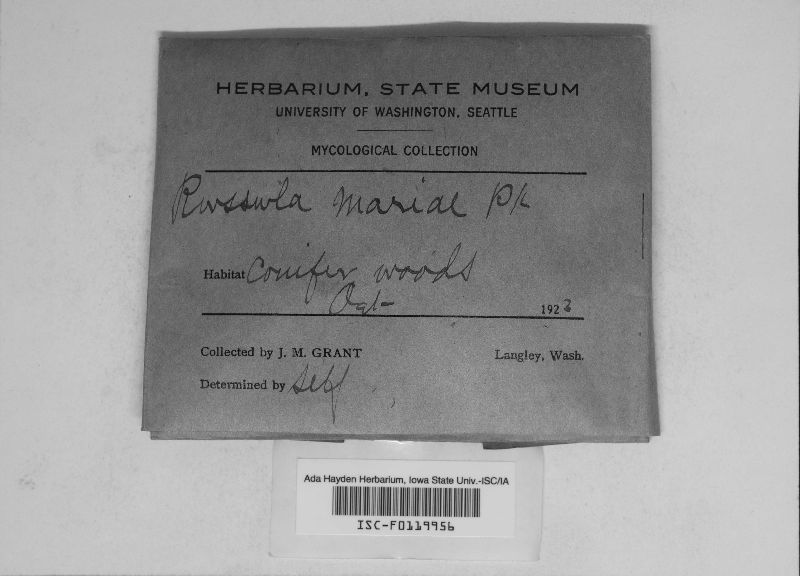 HERBARIUM, STATE MUSEUM
UNIVERSITY OF WASHINGTON, SEATTLE
MYCOLOGICAL COLLECTION
Russula Mariae Pk
Habitat Conifer woods
Oct- 1923
Collected by J. M. GRANT Langley, Wash.
Determined by Self
Ada Hayden Herbarium, Iowa State Univ.-ISC/IA
ISC-F0119956